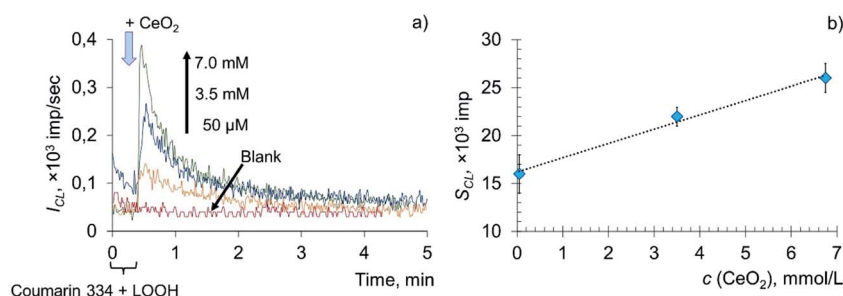 + CeO₂
a)
0,4
0,3
0,2
0,1
0
I_CL, ×10³ imp/sec
7.0 mM
3.5 mM
50 µM
Blank
0 1 2 3 4 5
Time, min
Coumarin 334 + LOOH
b)
30
25
20
15
10
S_CL, ×10³ imp
0 1 2 3 4 5 6 7
c (CeO₂), mmol/L